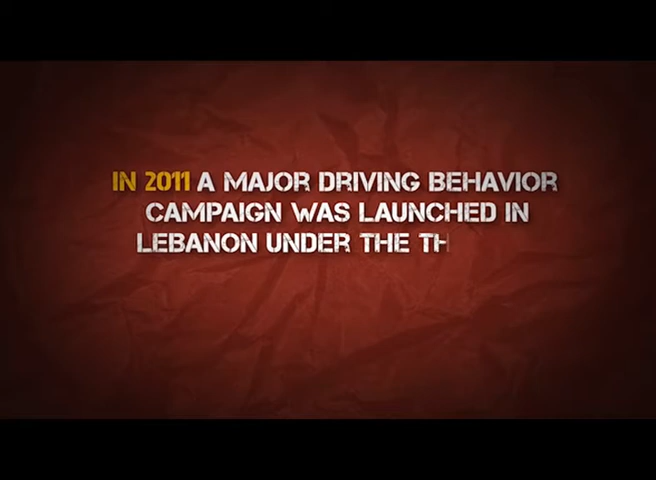 IN 2011 A MAJOR DRIVING BEHAVIOR
CAMPAIGN WAS LAUNCHED IN
LEBANON UNDER THE TH